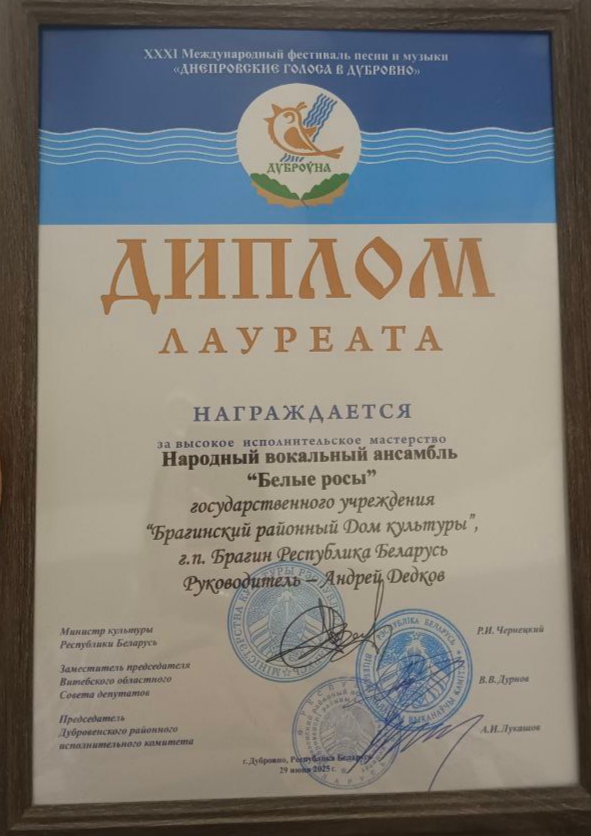 XXXI Международный фестиваль песни и музыки
«ДНЕПРОВСКИЕ ГОЛОСА В ДУБРОВНО»
ДУБРОЎНА
ДИПЛОМ
ЛАУРЕАТА
НАГРАЖДАЕТСЯ
за высокое исполнительское мастерство
Народный вокальный ансамбль
“Белые росы”
государственного учреждения
“Брагинский районный Дом культуры”,
г.п. Брагин Республика Беларусь
Руководитель – Андрей Дедков
Министр культуры
Республики Беларусь
Р.И. Чернецкий
Заместитель председателя
Витебского областного
Совета депутатов
В.В. Дурнов
Председатель
Дубровенского районного
исполнительного комитета
А.И. Лукашов
г. Дубровно, Республика Беларусь
29 июня 2025 г.